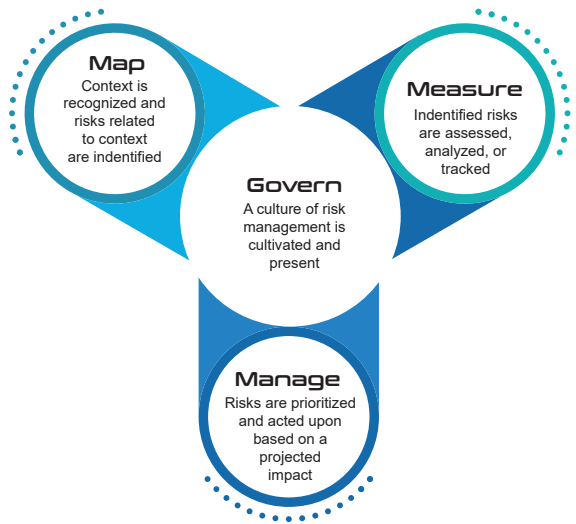 Map
Context is
recognized and
risks related
to context
are indentified
Measure
Indentified risks
are assessed,
analyzed, or
tracked
Govern
A culture of risk
management is
cultivated and
present
Manage
Risks are prioritized
and acted upon
based on a
projected
impact